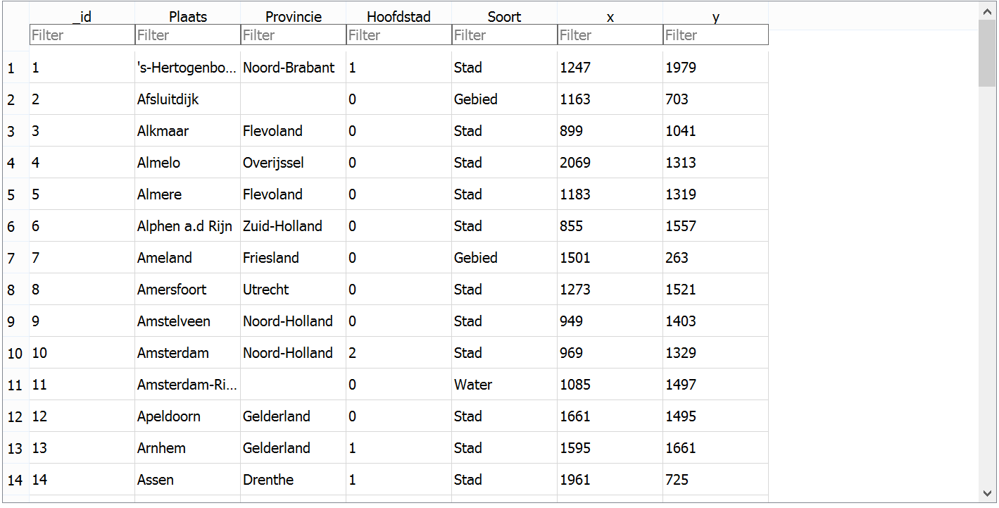 _id Plaats Provincie Hoofdstad Soort x y
Filter Filter Filter Filter Filter Filter Filter
1 1 's-Hertogenbo... Noord-Brabant 1 Stad 1247 1979
2 2 Afsluitdijk 0 Gebied 1163 703
3 3 Alkmaar Flevoland 0 Stad 899 1041
4 4 Almelo Overijssel 0 Stad 2069 1313
5 5 Almere Flevoland 0 Stad 1183 1319
6 6 Alphen a.d Rijn Zuid-Holland 0 Stad 855 1557
7 7 Ameland Friesland 0 Gebied 1501 263
8 8 Amersfoort Utrecht 0 Stad 1273 1521
9 9 Amstelveen Noord-Holland 0 Stad 949 1403
10 10 Amsterdam Noord-Holland 2 Stad 969 1329
11 11 Amsterdam-Ri... 0 Water 1085 1497
12 12 Apeldoorn Gelderland 0 Stad 1661 1495
13 13 Arnhem Gelderland 1 Stad 1595 1661
14 14 Assen Drenthe 1 Stad 1961 725